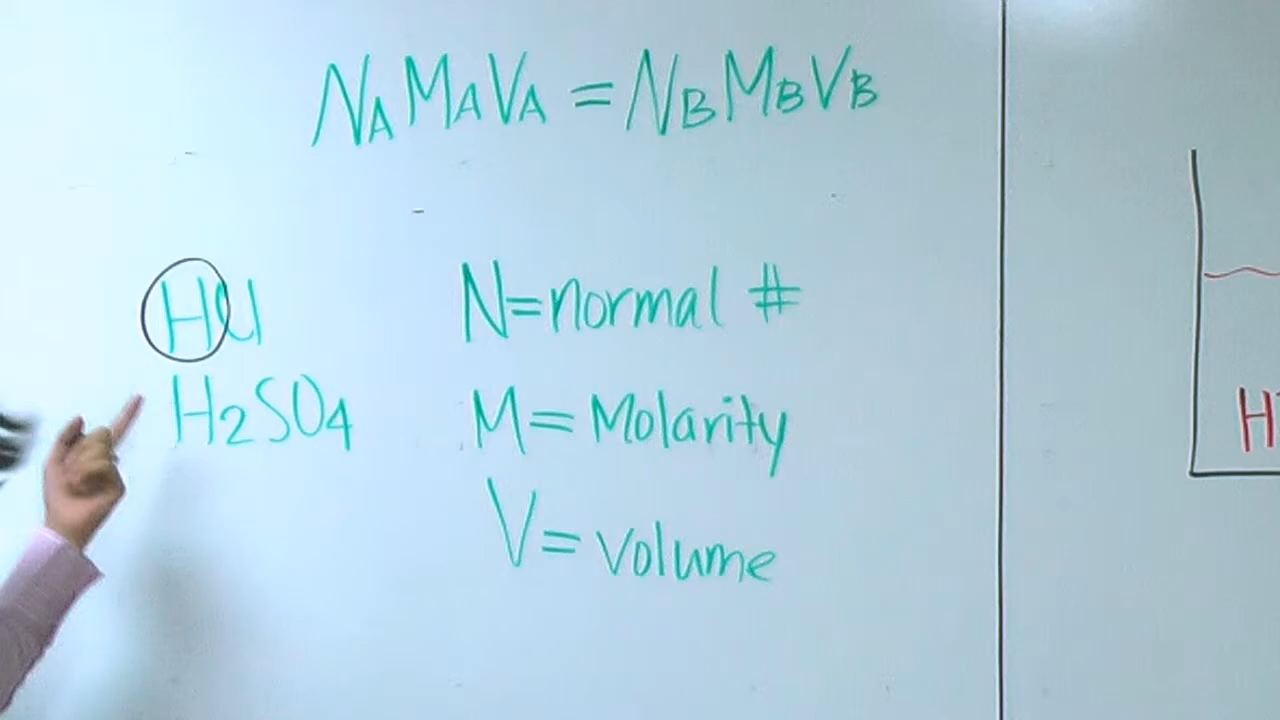 NAMAVA = NBMBVB
HCl
H2SO4
N=normal #
M= Molarity
V= volume
H